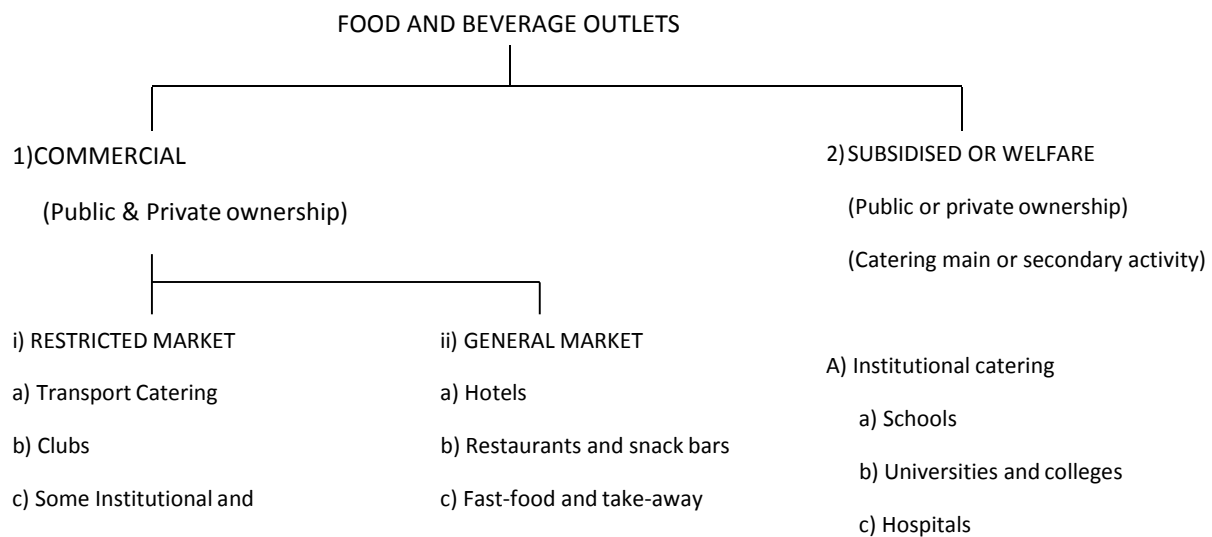 FOOD AND BEVERAGE OUTLETS
1)COMMERCIAL
(Public & Private ownership)
i) RESTRICTED MARKET
a) Transport Catering
b) Clubs
c) Some Institutional and
ii) GENERAL MARKET
a) Hotels
b) Restaurants and snack bars
c) Fast-food and take-away
2) SUBSIDISED OR WELFARE
(Public or private ownership)
(Catering main or secondary activity)
A) Institutional catering
a) Schools
b) Universities and colleges
c) Hospitals